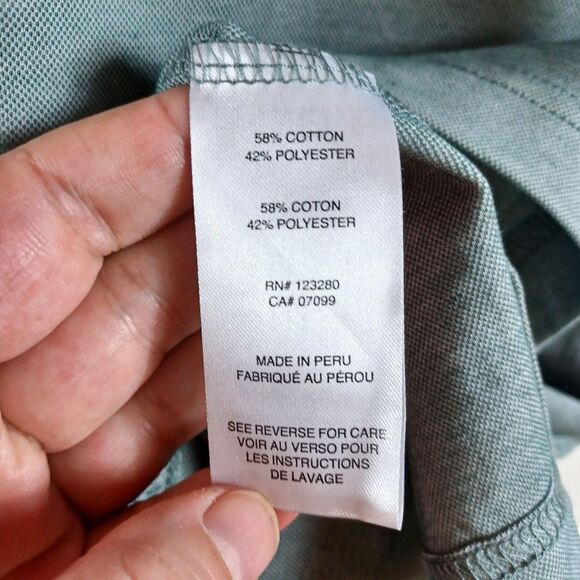 58% COTTON
42% POLYESTER
58% COTON
42% POLYESTER
RN# 123280
CA# 07099
MADE IN PERU
FABRIQUÉ AU PÉROU
SEE REVERSE FOR CARE
VOIR AU VERSO POUR
LES INSTRUCTIONS
DE LAVAGE